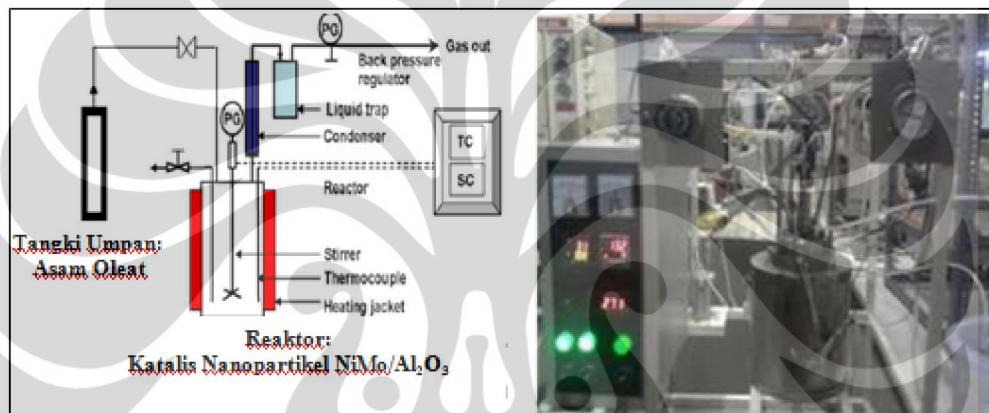 PG
Gas out
Back pressure
regulator
Liquid trap
PG
Condenser
TC
SC
Reactor
Tangki Umpan:
Asam Oleat
Stirrer
Thermocouple
Heating jacket
Reaktor:
Katalis Nanopartikel NiMo/Al₂O₃